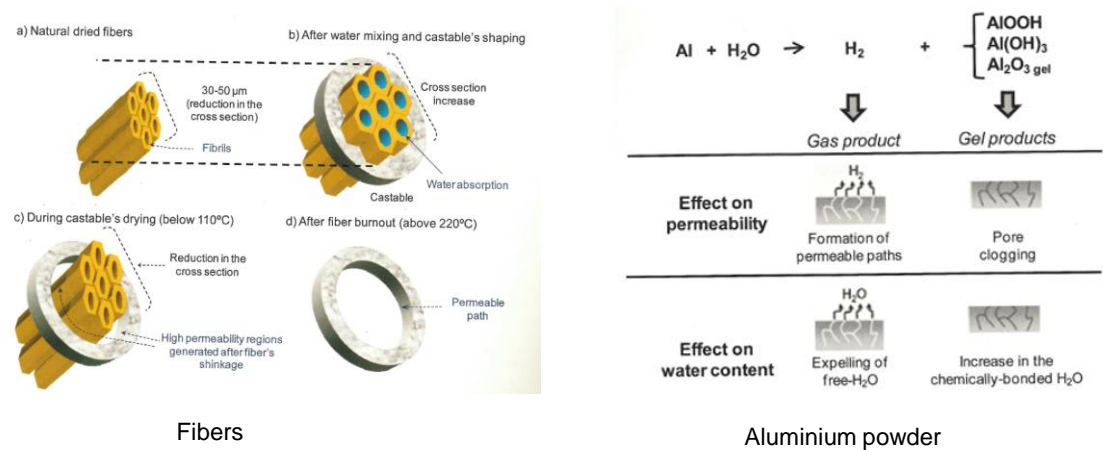 a) Natural dried fibers
30-50 µm
(reduction in the
cross section)
Fibrils
b) After water mixing and castable's shaping
Cross section
increase
Water absorption
Castable
c) During castable's drying (below 110ºC)
Reduction in the
cross section
High permeability regions
generated after fiber's
shinkage
d) After fiber burnout (above 220ºC)
Permeable
path
Fibers
Al + H₂O → H₂ +
AlOOH
Al(OH)₃
Al₂O₃ gel
Gas product
Gel products
Effect on
permeability
H₂
Formation of
permeable paths
Pore
clogging
Effect on
water content
H₂O
Expelling of
free-H₂O
Increase in the
chemically-bonded H₂O
Aluminium powder